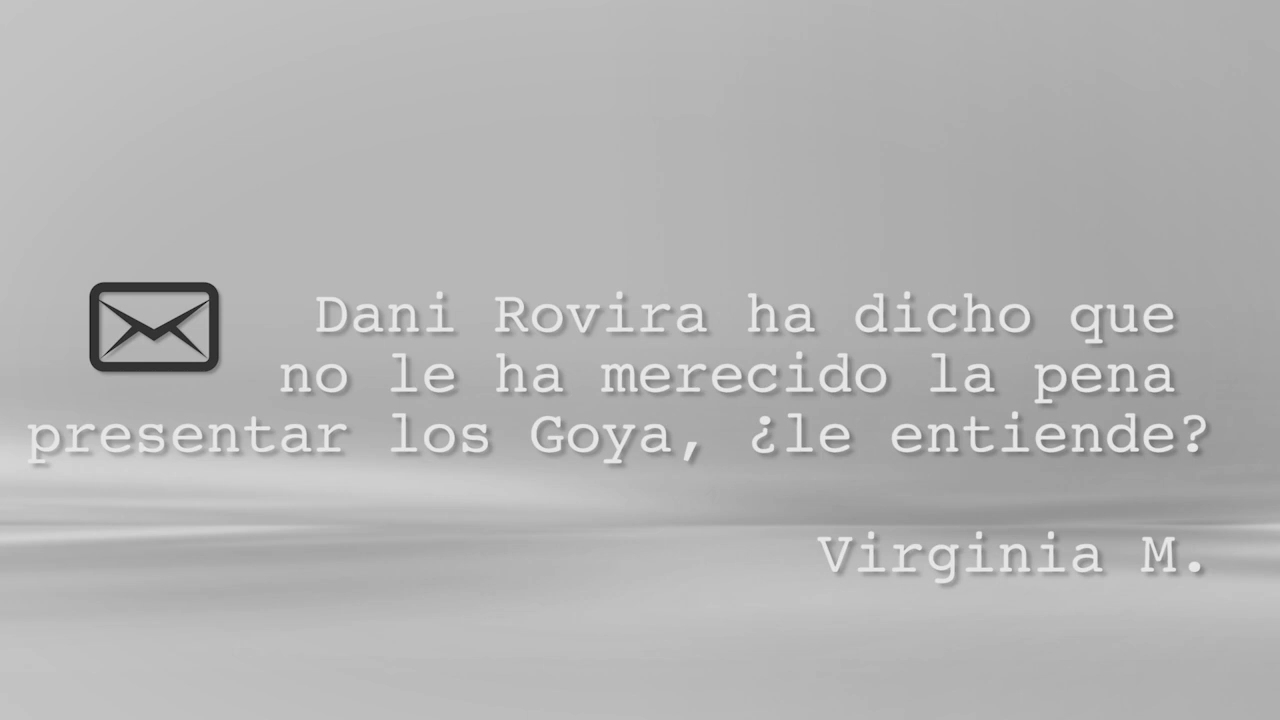 Dani Rovira ha dicho que
no le ha merecido la pena
presentar los Goya, ¿le entiende?
Virginia M.